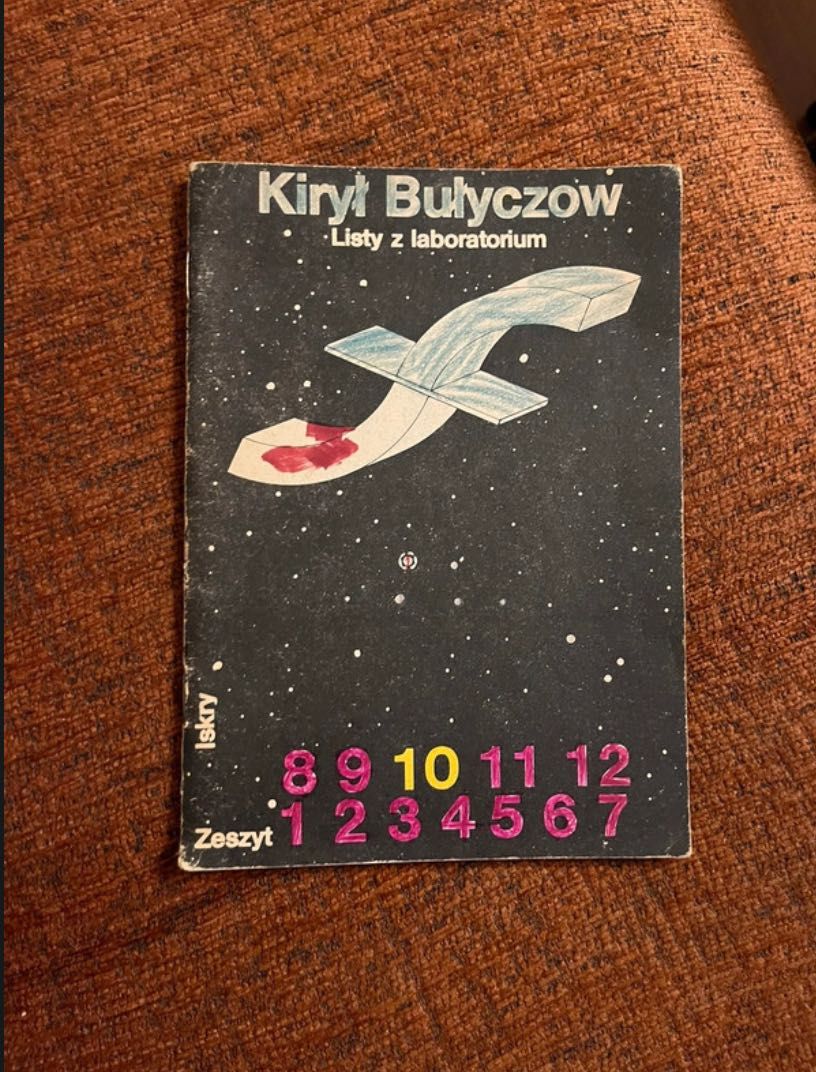 Kirył Bułyczow
Listy z laboratorium
Iskry
8 9 10 11 12
Zeszyt 1 2 3 4 5 6 7